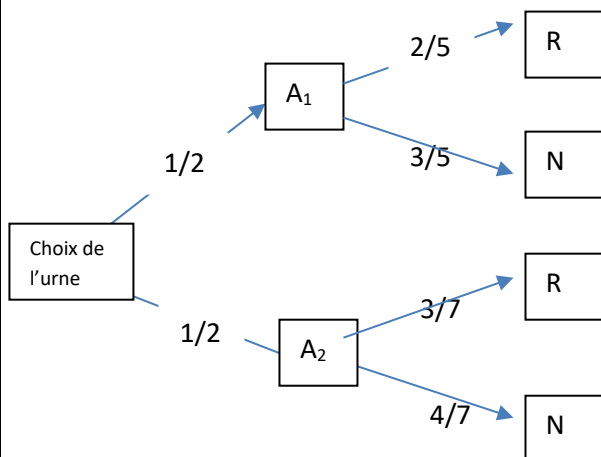 2/5
R
A₁
3/5
N
1/2
Choix de
l'urne
1/2
A₂
3/7
R
4/7
N